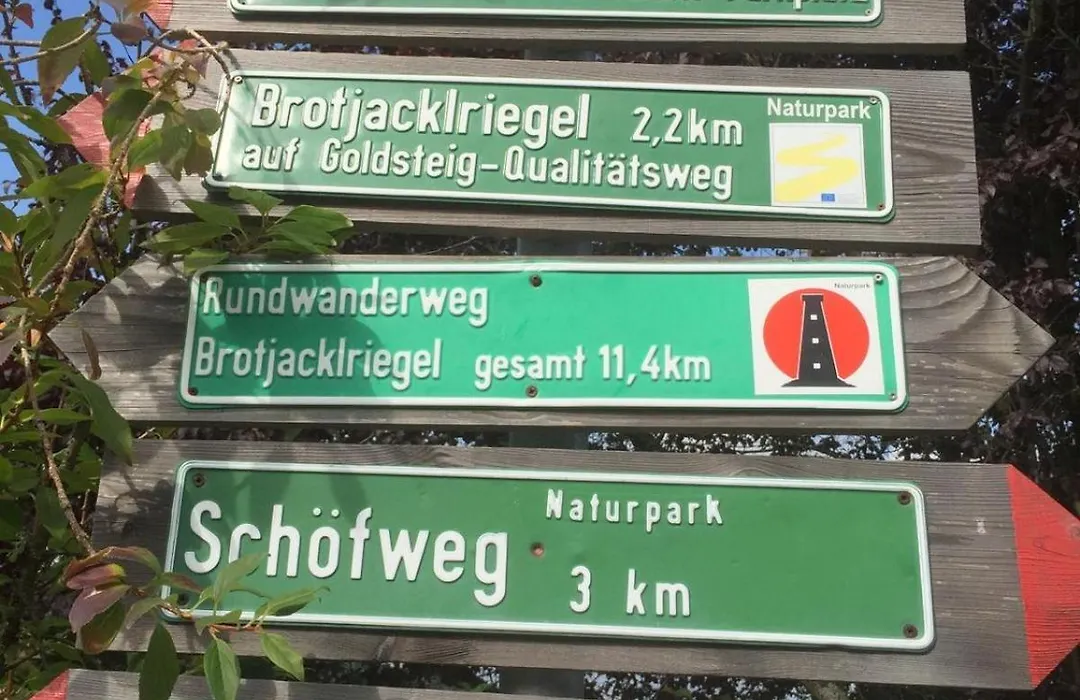 Brotjacklriegel 2,2km
auf Goldsteig-Qualitätsweg
Naturpark
Rundwanderweg
Brotjacklriegel gesamt 11,4km
Naturpark
Naturpark
Schöfweg 3 km